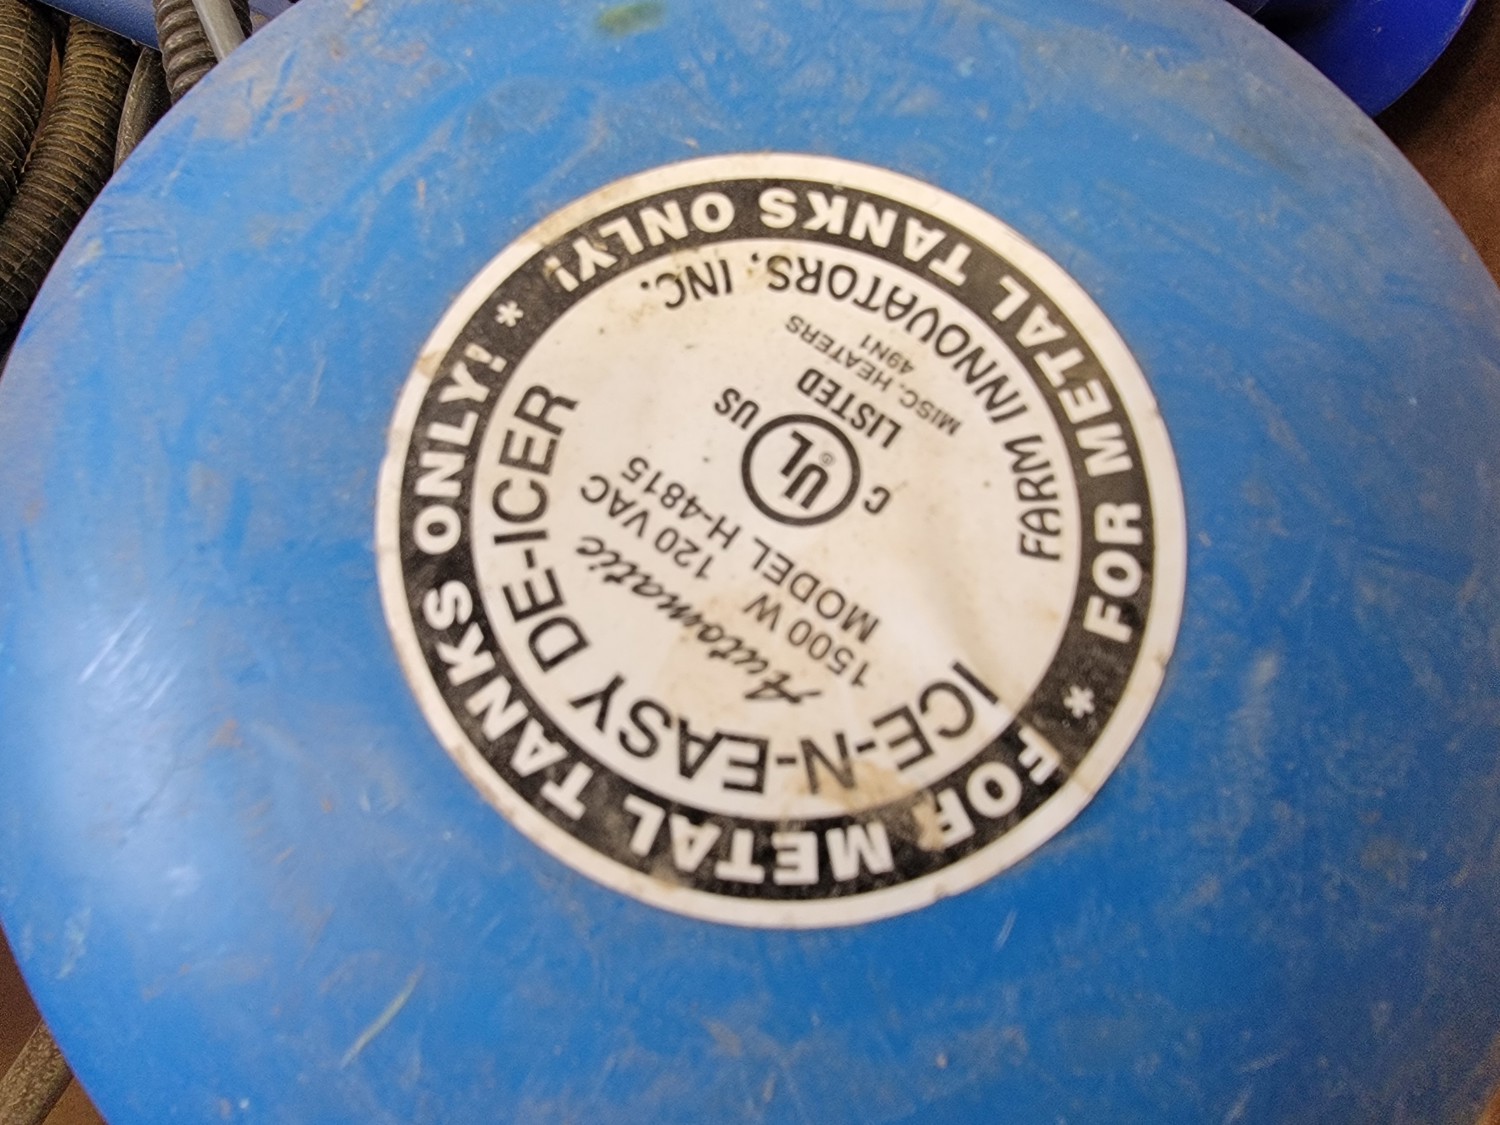 * FOR METAL TANKS ONLY!
* FOR METAL TANKS ONLY!
ICE-N-EASY DE-ICER
Automatic
1500 W 120 VAC
MODEL H-4815
C UL ® US
LISTED
MISC. HEATERS
49N1
FARM INNOVATORS, INC.